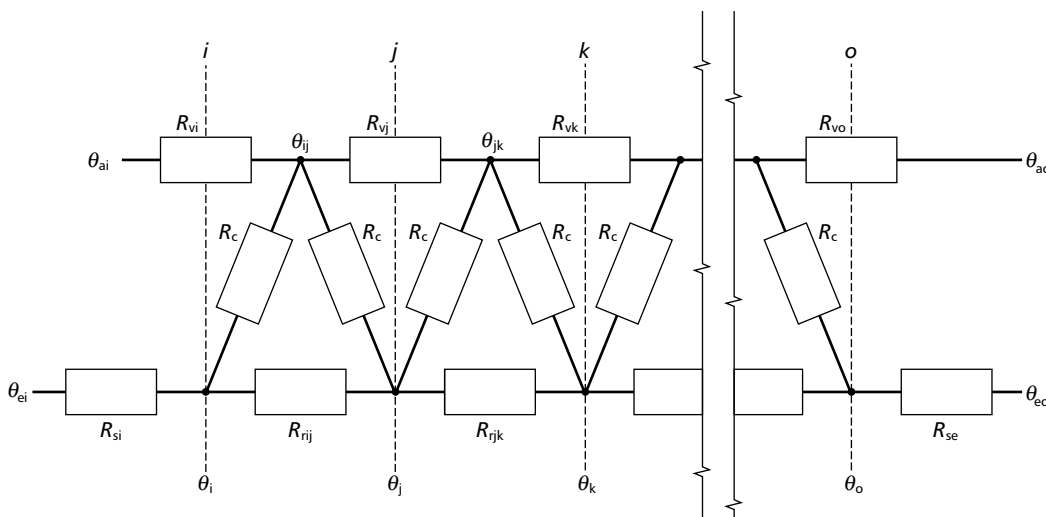 i j k o
R_vi R_vj R_vk R_vo
θ_ai θ_ij θ_jk θ_ao
R_c R_c R_c R_c R_c R_c
θ_ei θ_eo
R_si R_rij R_rjk R_se
θ_i θ_j θ_k θ_o